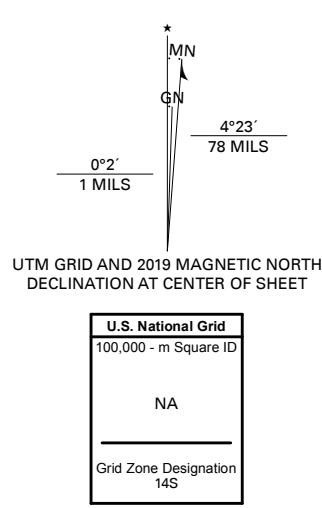 ★
MN
GN
4°23´
78 MILS
0°2´
1 MILS
UTM GRID AND 2019 MAGNETIC NORTH
DECLINATION AT CENTER OF SHEET
U.S. National Grid
100,000 - m Square ID
NA
Grid Zone Designation
14S